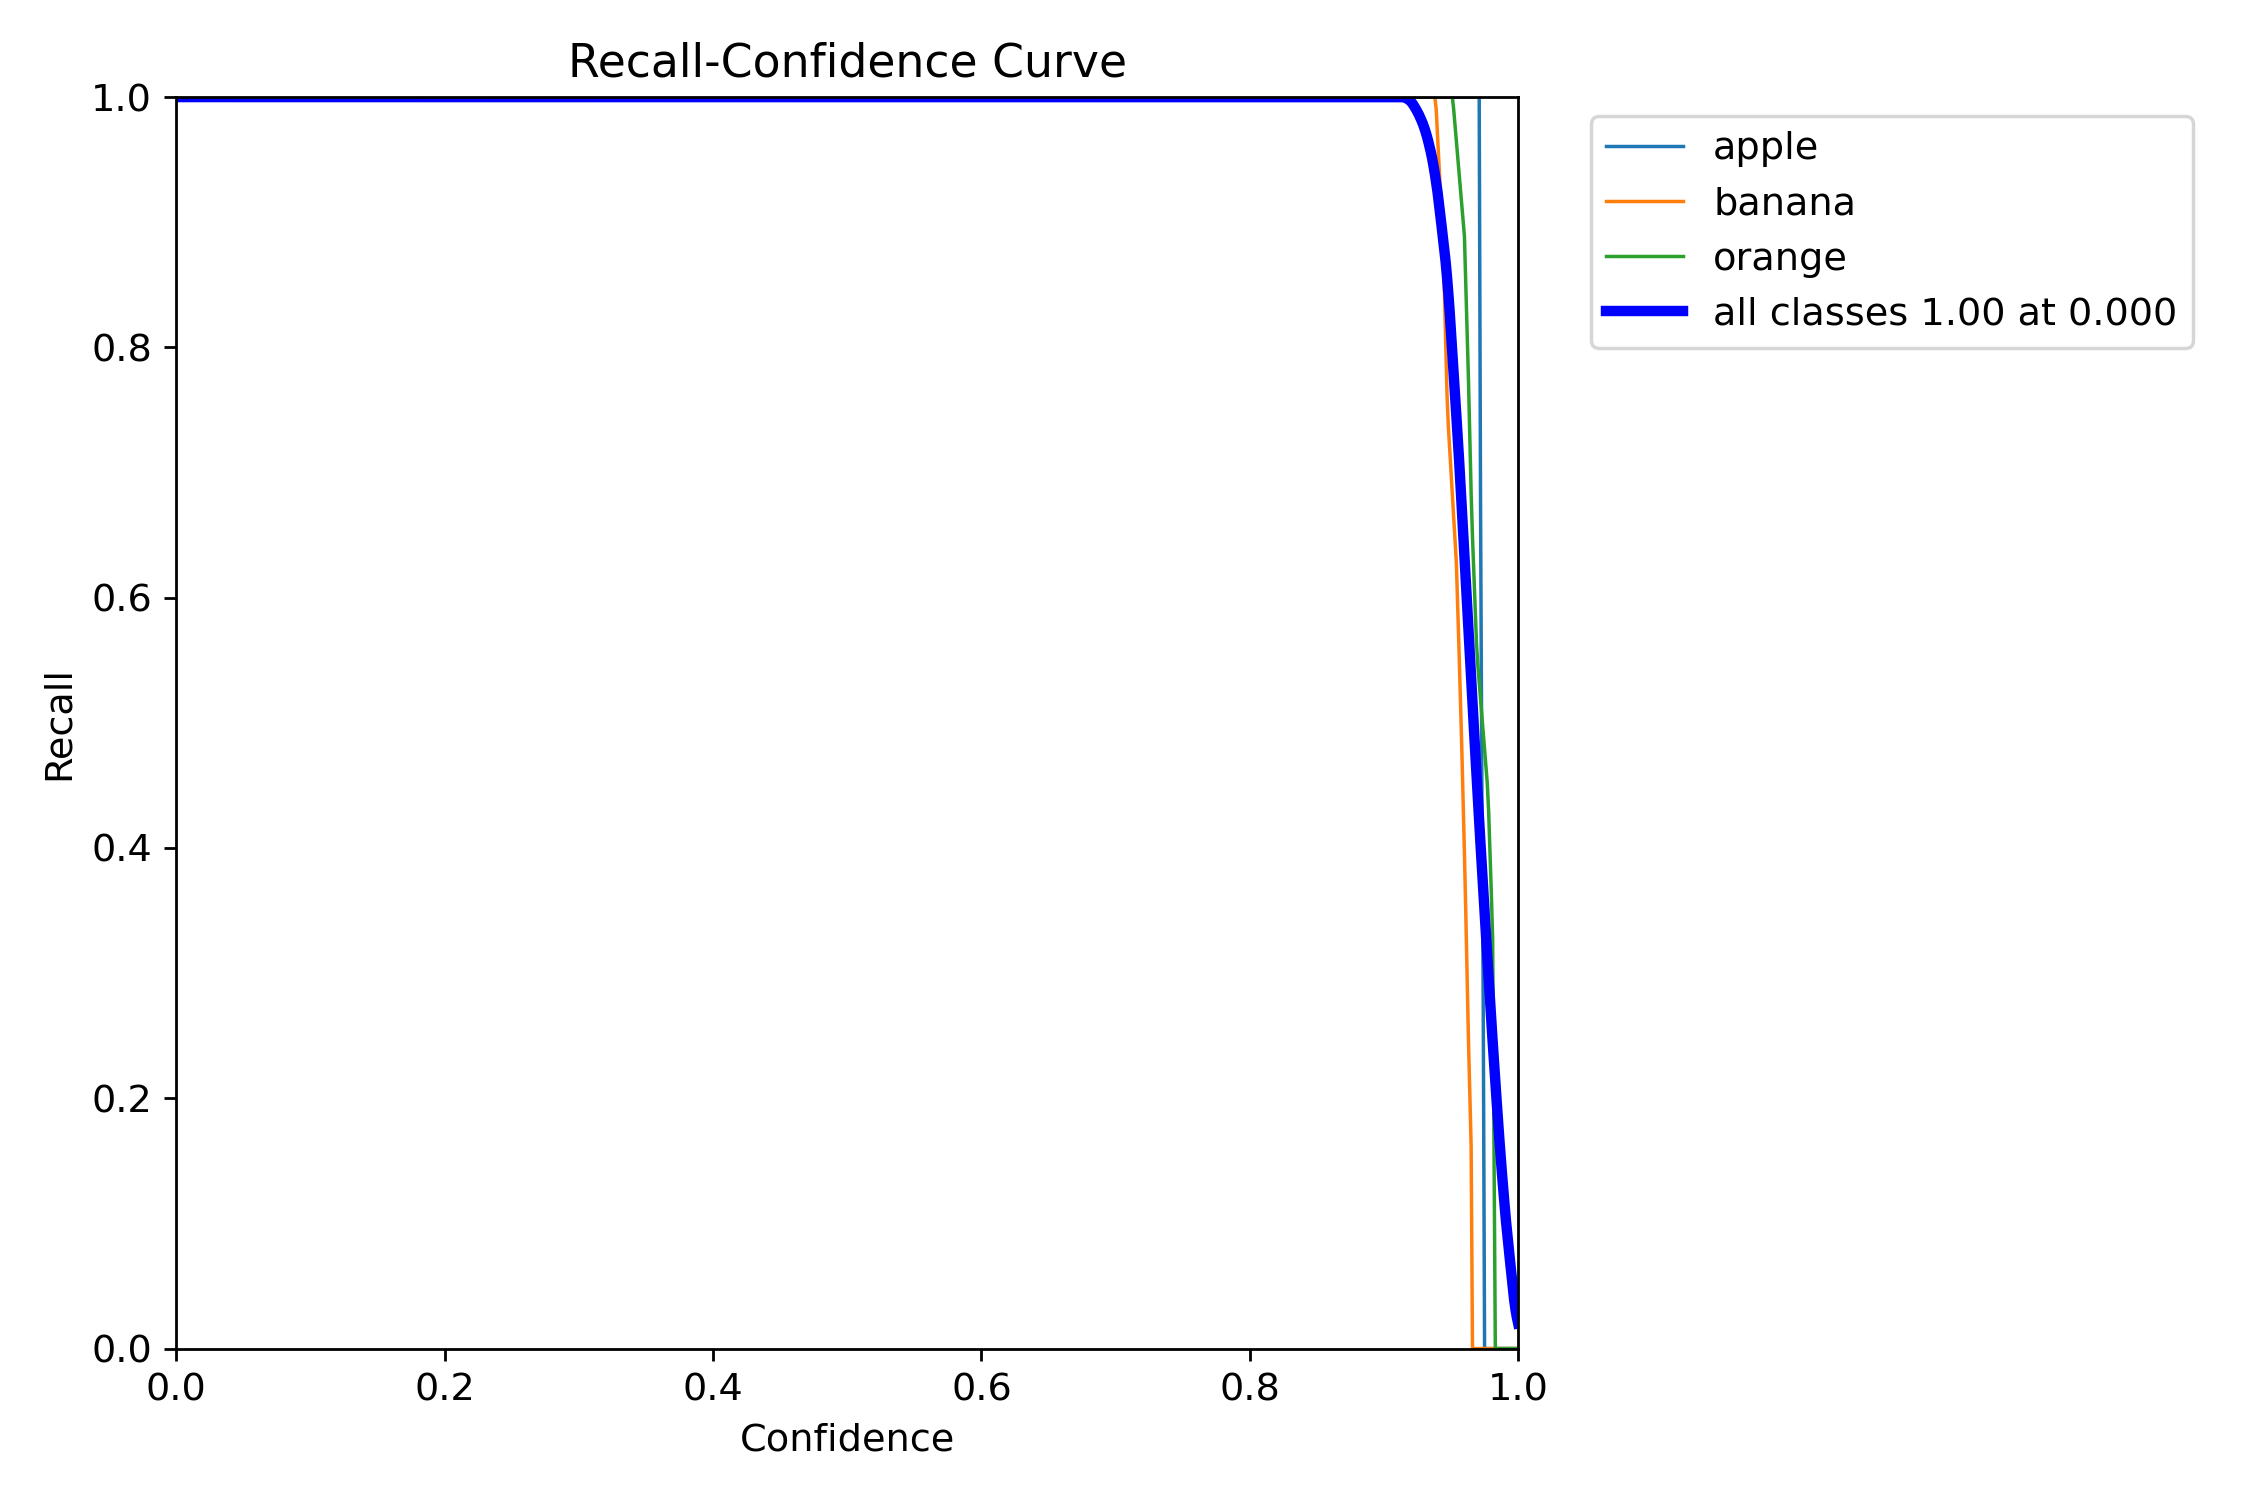 Recall-Confidence Curve
1.0
0.8
0.6
0.4
0.2
0.0
Recall
0.0 0.2 0.4 0.6 0.8 1.0
Confidence
apple
banana
orange
all classes 1.00 at 0.000